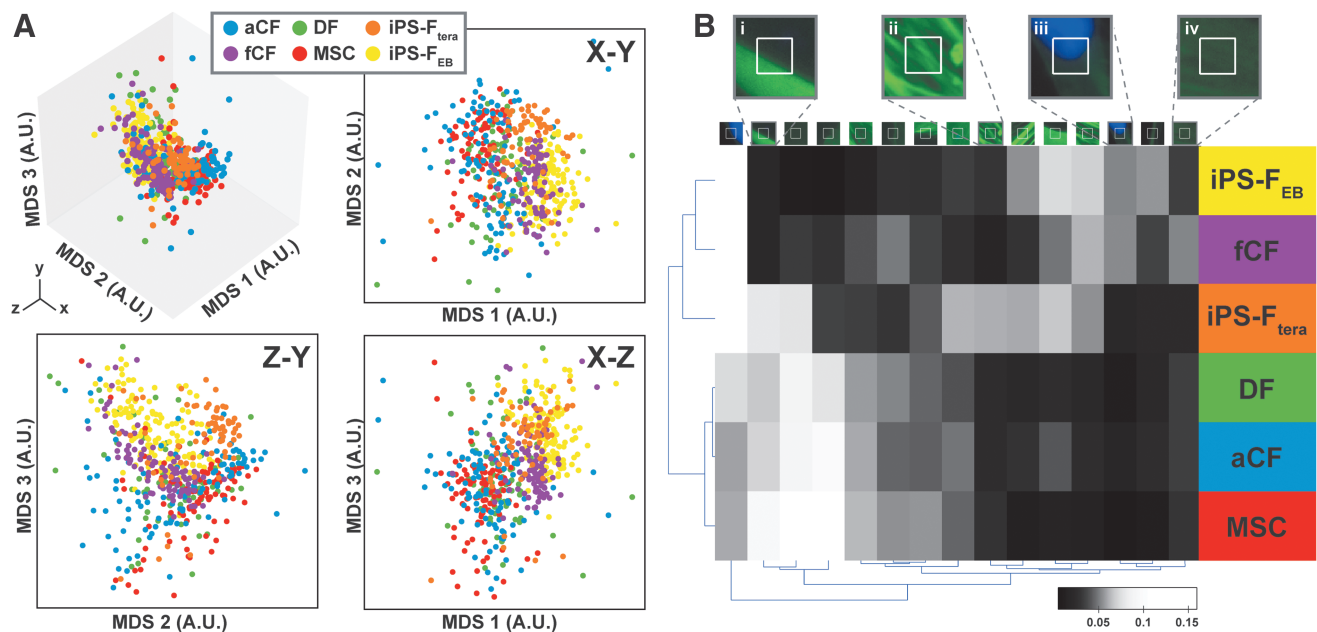 A
aCF DF iPS-Ftera
fCF MSC iPS-FEB
MDS 3 (A.U.)
MDS 2 (A.U.)
MDS 1 (A.U.)
y
z x
X-Y
MDS 2 (A.U.)
MDS 1 (A.U.)
Z-Y
MDS 3 (A.U.)
MDS 2 (A.U.)
X-Z
MDS 3 (A.U.)
MDS 1 (A.U.)
B
i ii iii iv
iPS-FEB
fCF
iPS-Ftera
DF
aCF
MSC
0.05 0.1 0.15